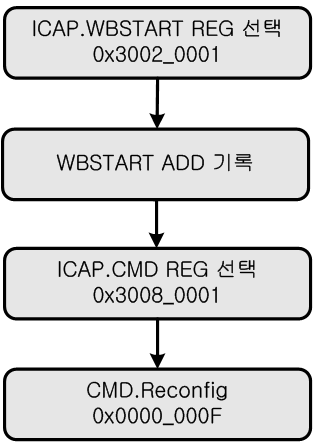 ICAP.WBSTART REG 선택
0x3002_0001
WBSTART ADD 기록
ICAP.CMD REG 선택
0x3008_0001
CMD.Reconfig
0x0000_000F